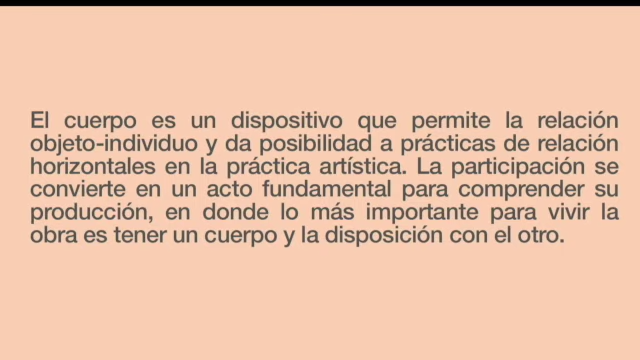 El cuerpo es un dispositivo que permite la relación
objeto-individuo y da posibilidad a prácticas de relación
horizontales en la práctica artística. La participación se
convierte en un acto fundamental para comprender su
producción, en donde lo más importante para vivir la
obra es tener un cuerpo y la disposición con el otro.